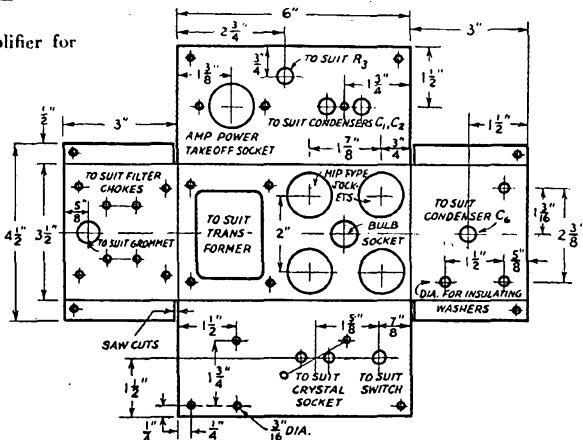 plifier for
6"
2 3/4"
3"
3/4"
TO SUIT R3
1 3/8"
1 3/4"
1 1/2"
1/2"
3"
AMP POWER
TAKEOFF SOCKET
TO SUIT CONDENSERS C1, C2
1 7/8"
3/4"
1 1/2"
4 1/2"
3 1/2"
TO SUIT FILTER
CHOKES
5/8"
TO SUIT GROMMET
TO SUIT
TRANS-
FORMER
MIP TYPE
SOCK-
ETS
2"
BULB
SOCKET
TO SUIT
CONDENSER C6
1 3/16"
2 3/8"
1 1/2"
5/8"
DIA. FOR INSULATING
WASHERS
SAW CUTS
1 1/2"
1 5/8"
7/8"
1 3/4"
1 1/2"
TO SUIT
CRYSTAL
SOCKET
TO SUIT
SWITCH
1/4"
1/4"
3/16" DIA.